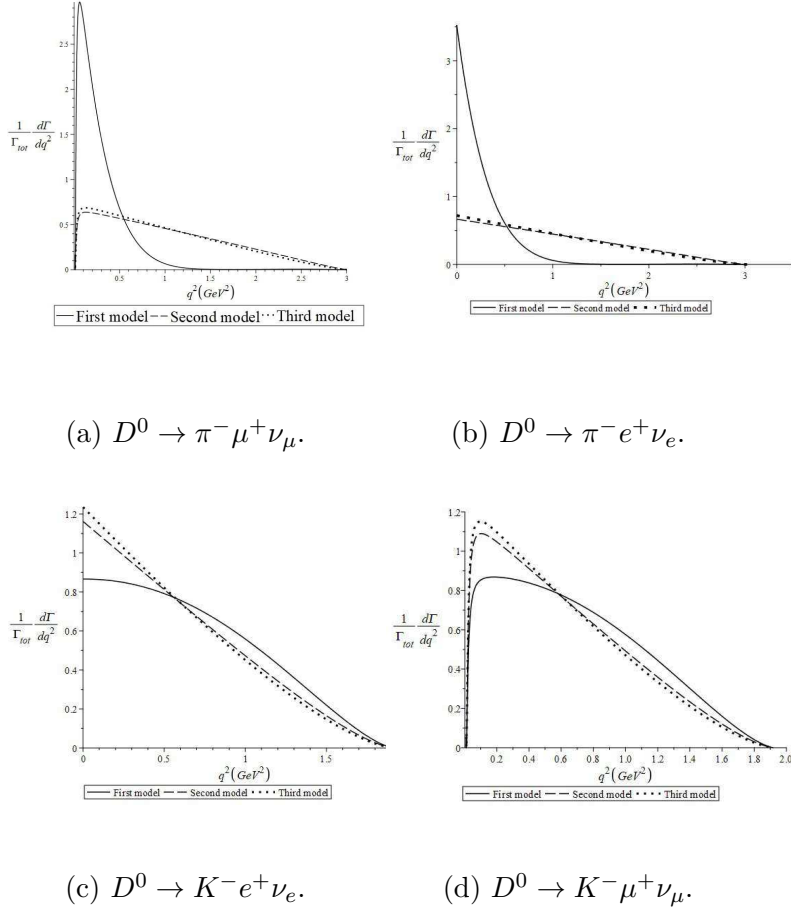 2.5
2
1.5
1
0.5
0
0.5 1 1.5 2 2.5 3
1/Γtot dΓ/dq²
q²(GeV²)
First model Second model Third model
3
2
1
0
0 1 2 3
1/Γtot dΓ/dq²
q²(GeV²)
First model Second model Third model
(a) D⁰ → π⁻μ⁺νμ.
(b) D⁰ → π⁻e⁺νe.
1.2
1
0.8
0.6
0.4
0.2
0
0 0.5 1 1.5
1/Γtot dΓ/dq²
q²(GeV²)
First model Second model Third model
1.2
1
0.8
0.6
0.4
0.2
0
0.2 0.4 0.6 0.8 1.0 1.2 1.4 1.6 1.8 2.0
1/Γtot dΓ/dq²
q²(GeV²)
First model Second model Third model
(c) D⁰ → K⁻e⁺νe.
(d) D⁰ → K⁻μ⁺νμ.